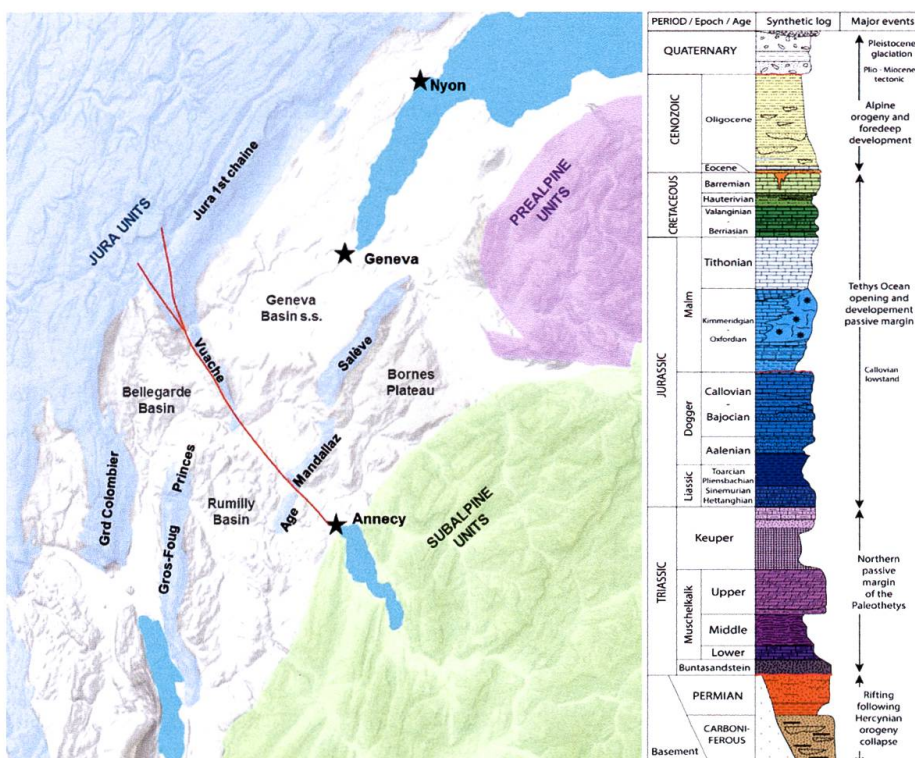 Nyon
Jura 1st chaine
JURA UNITS
PREALPINE
UNITS
Geneva
Geneva
Basin s.s.
Salève
Vuache
Bornes
Plateau
Bellegarde
Basin
Mandallaz
Princes
Grd Colombier
Rumilly
Basin
Age
Annecy
SUBALPINE
UNITS
Gros-Foug
PERIOD / Epoch / Age
Synthetic log
Major events
QUATERNARY
Pleistocene
glaciation
Plio - Miocene
tectonic
CENOZOIC
Oligocene
Eocene
Alpine
orogeny and
foredeep
development
CRETACEOUS
Barremian
Hauterivian
Valanginian
-
Berriasian
JURASSIC
Malm
Tithonian
Kimmeridgian
-
Oxfordian
Tethys Ocean
opening and
developement
passive margin
Callovian
lowstand
Dogger
Callovian
-
Bajocian
Aalenian
Liassic
Toarcian
Pliensbachian
Sinemurian
Hettanghian
TRIASSIC
Keuper
Muschelkalk
Upper
Middle
Lower
Buntasandstein
Northern
passive
margin
of the
Paleothetys
PERMIAN
CARBONI-
FEROUS
Basement
Rifting
following
Hercynian
orogeny
collapse